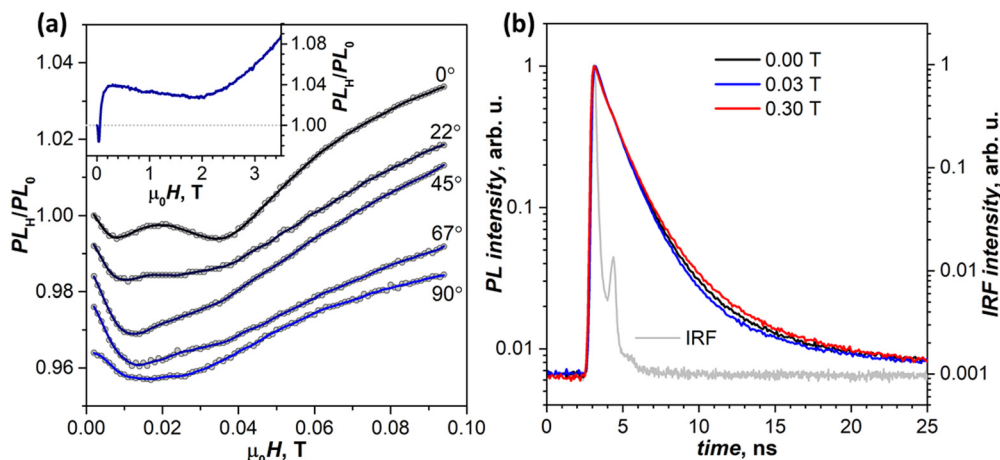 (a)
1.04
1.02
1.00
0.98
0.96
PL_H/PL_0
0.00 0.02 0.04 0.06 0.08 0.10
μ₀H, T
0°
22°
45°
67°
90°
1.08
1.04
1.00
PL_H/PL_0
0 1 2 3
μ₀H, T
(b)
1
0.1
0.01
PL intensity, arb. u.
0.00 T
0.03 T
0.30 T
IRF
1
0.1
0.01
0.001
IRF intensity, arb. u.
0 5 10 15 20 25
time, ns